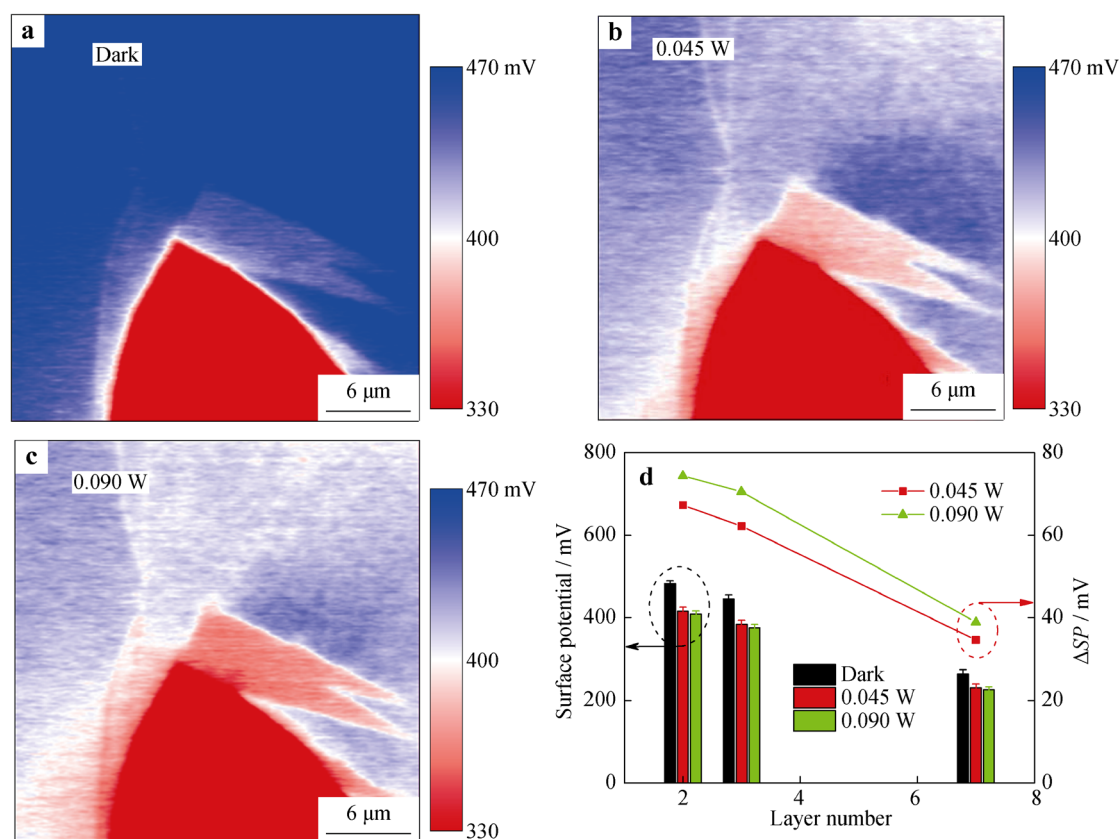 a
Dark
470 mV
400
330
6 μm
b
0.045 W
470 mV
400
330
6 μm
c
0.090 W
470 mV
400
330
6 μm
d
800
600
400
200
0
Surface potential / mV
80
60
40
20
0
ΔSP / mV
0.045 W
0.090 W
Dark
0.045 W
0.090 W
2 4 6 8
Layer number